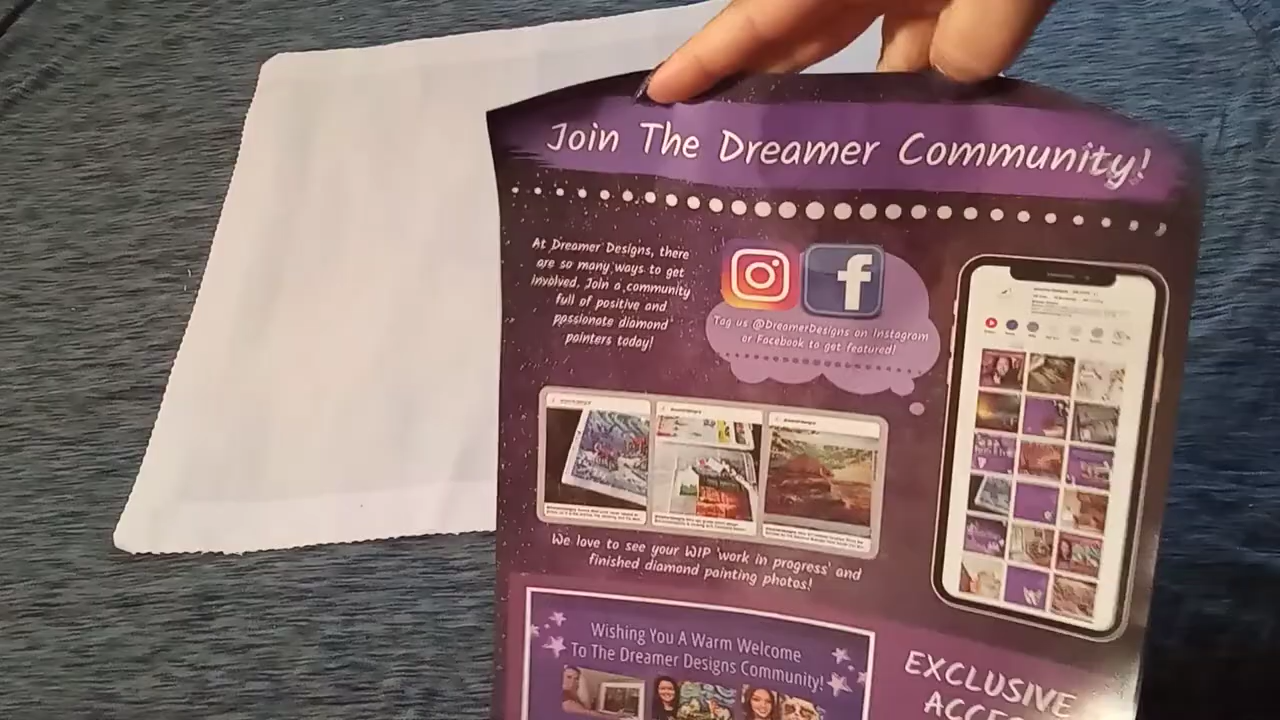 Join The Dreamer Community!
At Dreamer Designs, there
are so many ways to get
involved. Join a community
full of positive and
passionate diamond
painters today!
Tag us @DreamerDesigns on Instagram
or Facebook to get featured!
We love to see your WIP 'work in progress' and
finished diamond painting photos!
Wishing You A Warm Welcome
To The Dreamer Designs Community!
EXCLUSIVE